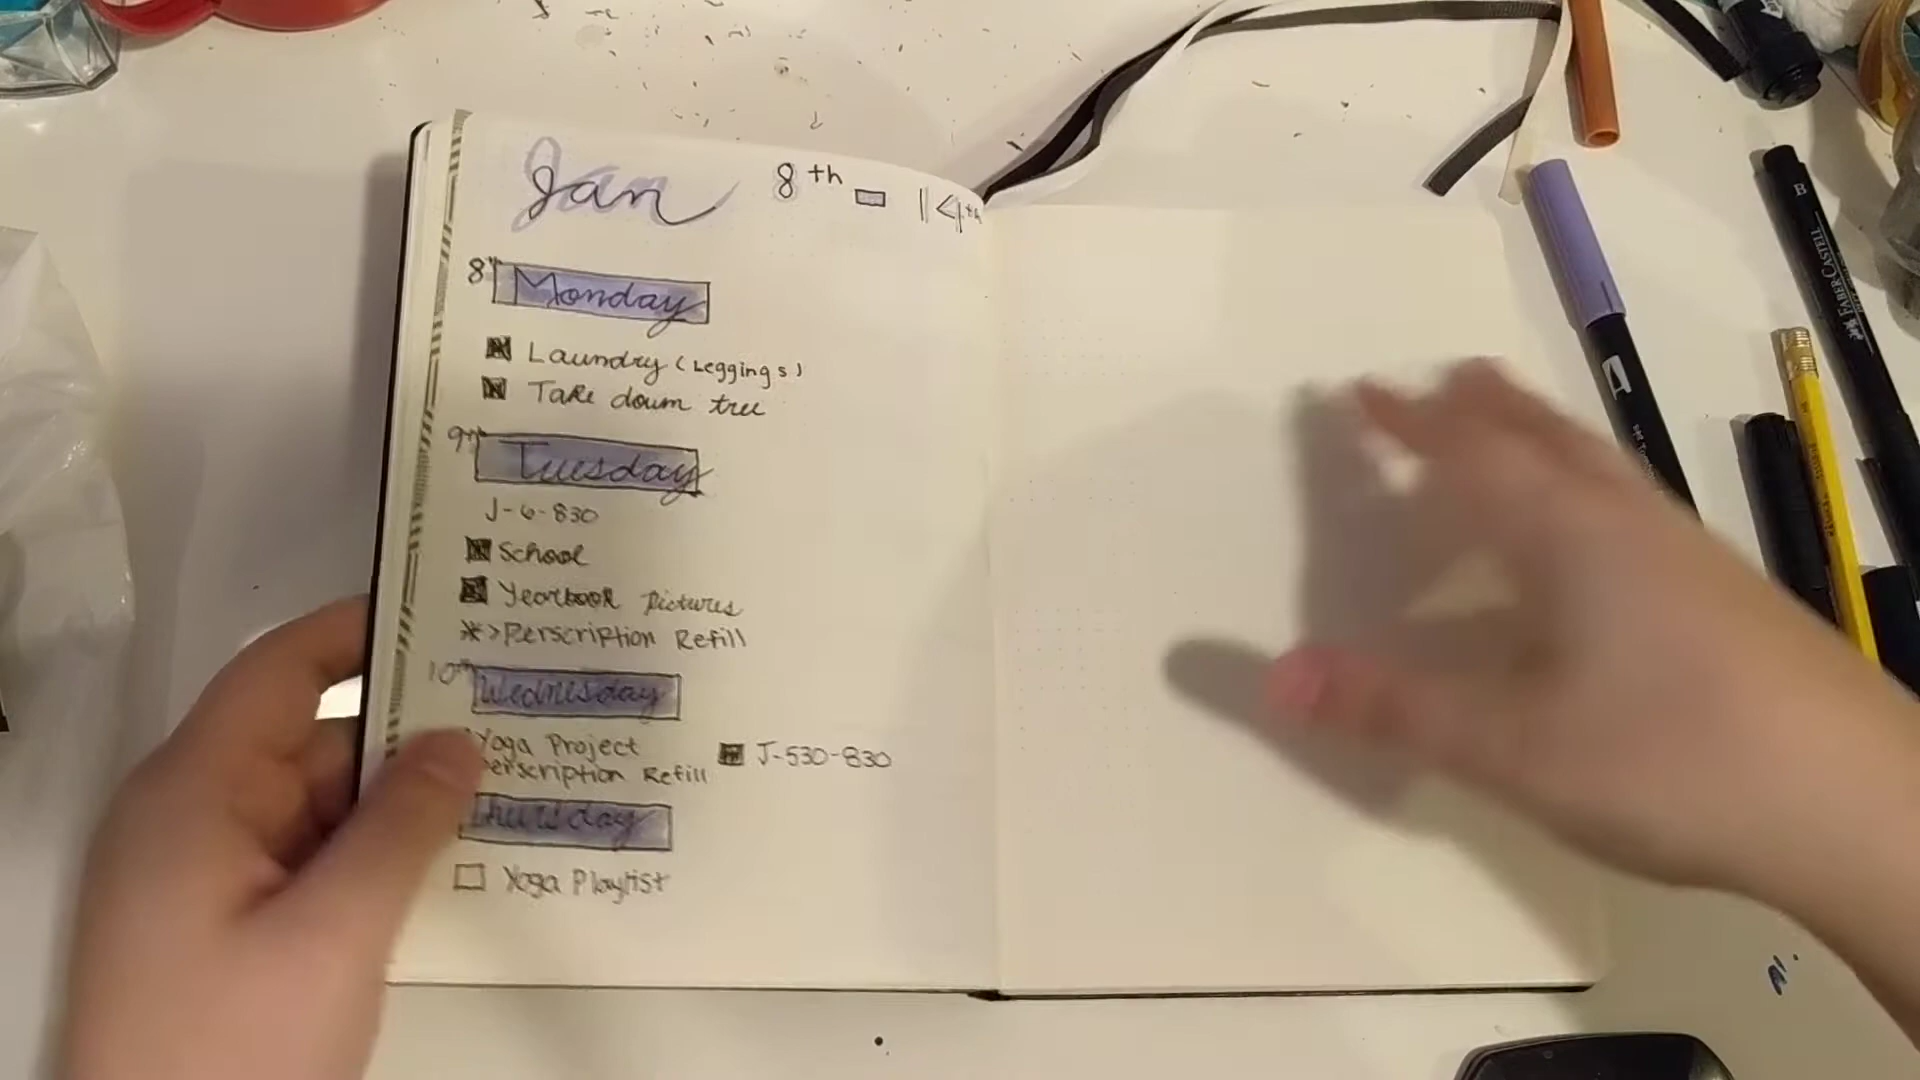 Jan 8th - 14th
8th Monday
Laundry (Leggings)
Take down tree
9th Tuesday
J-6-830
School
Yearbook Pictures
*>Perscription Refill
10th Wednesday
Yoga Project
Perscription Refill
J-530-830
Thursday
Yoga Playlist
B
FABER-CASTELL